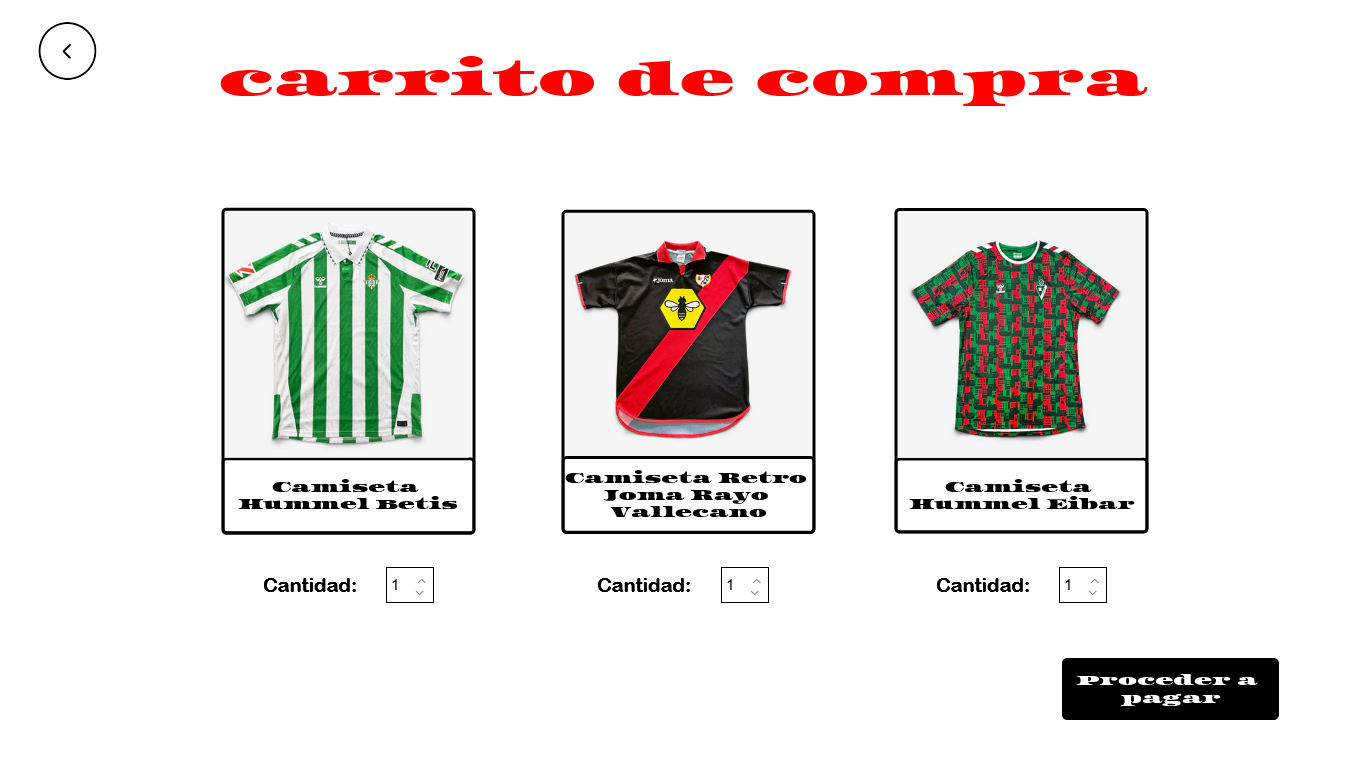 carrito de compra
Camiseta
Hummel Betis
Camiseta Retro
Joma Rayo
Vallecano
Camiseta
Hummel Eibar
Cantidad: 1
Cantidad: 1
Cantidad: 1
Proceder a
pagar